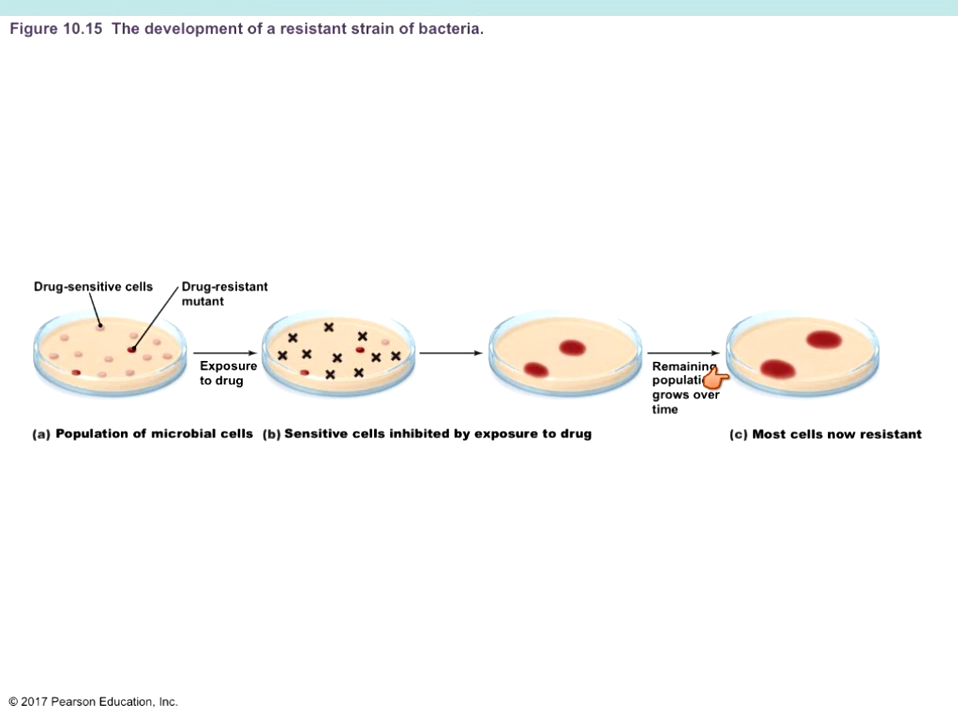 Figure 10.15 The development of a resistant strain of bacteria.
Drug-sensitive cells
Drug-resistant
mutant
Exposure
to drug
Remaining
grows over
time
(a) Population of microbial cells
(b) Sensitive cells inhibited by exposure to drug
(c) Most cells now resistant
© 2017 Pearson Education, Inc.